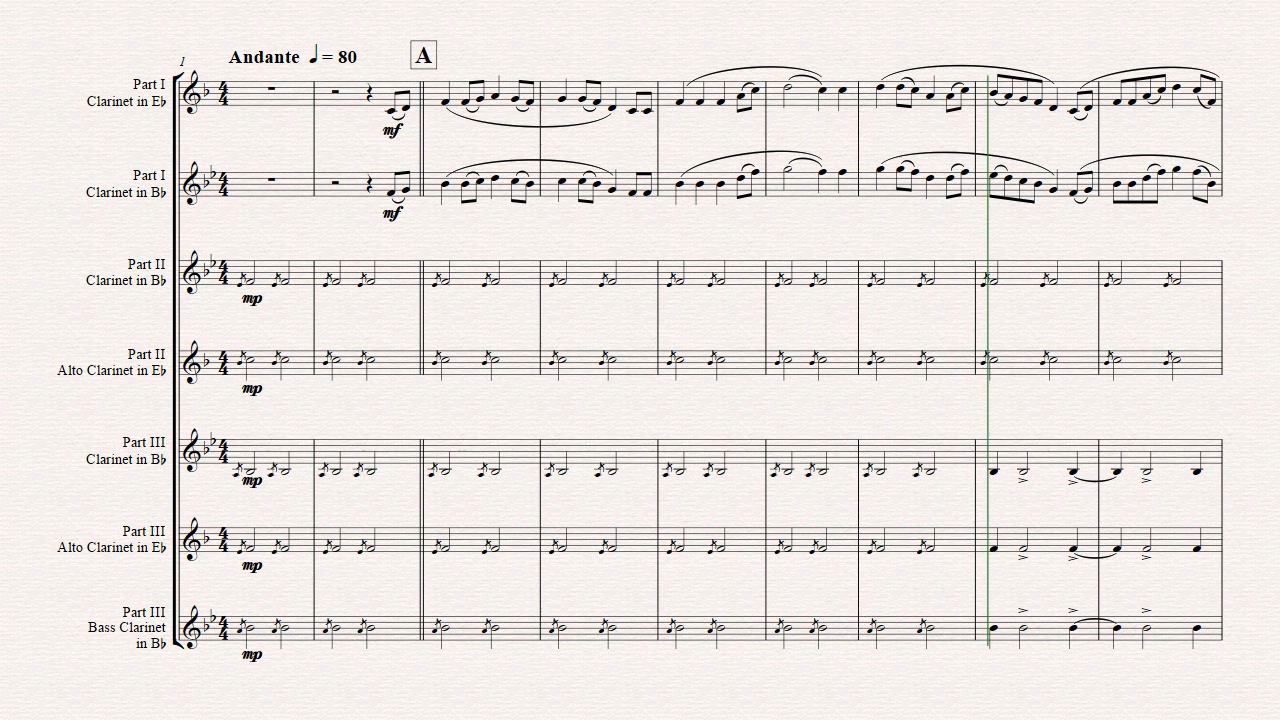 1
Andante ♩ = 80
A
Part I
Clarinet in E♭
mf
Part I
Clarinet in B♭
mf
Part II
Clarinet in B♭
mp
Part II
Alto Clarinet in E♭
mp
Part III
Clarinet in B♭
mp
Part III
Alto Clarinet in E♭
mp
Part III
Bass Clarinet
in B♭
mp